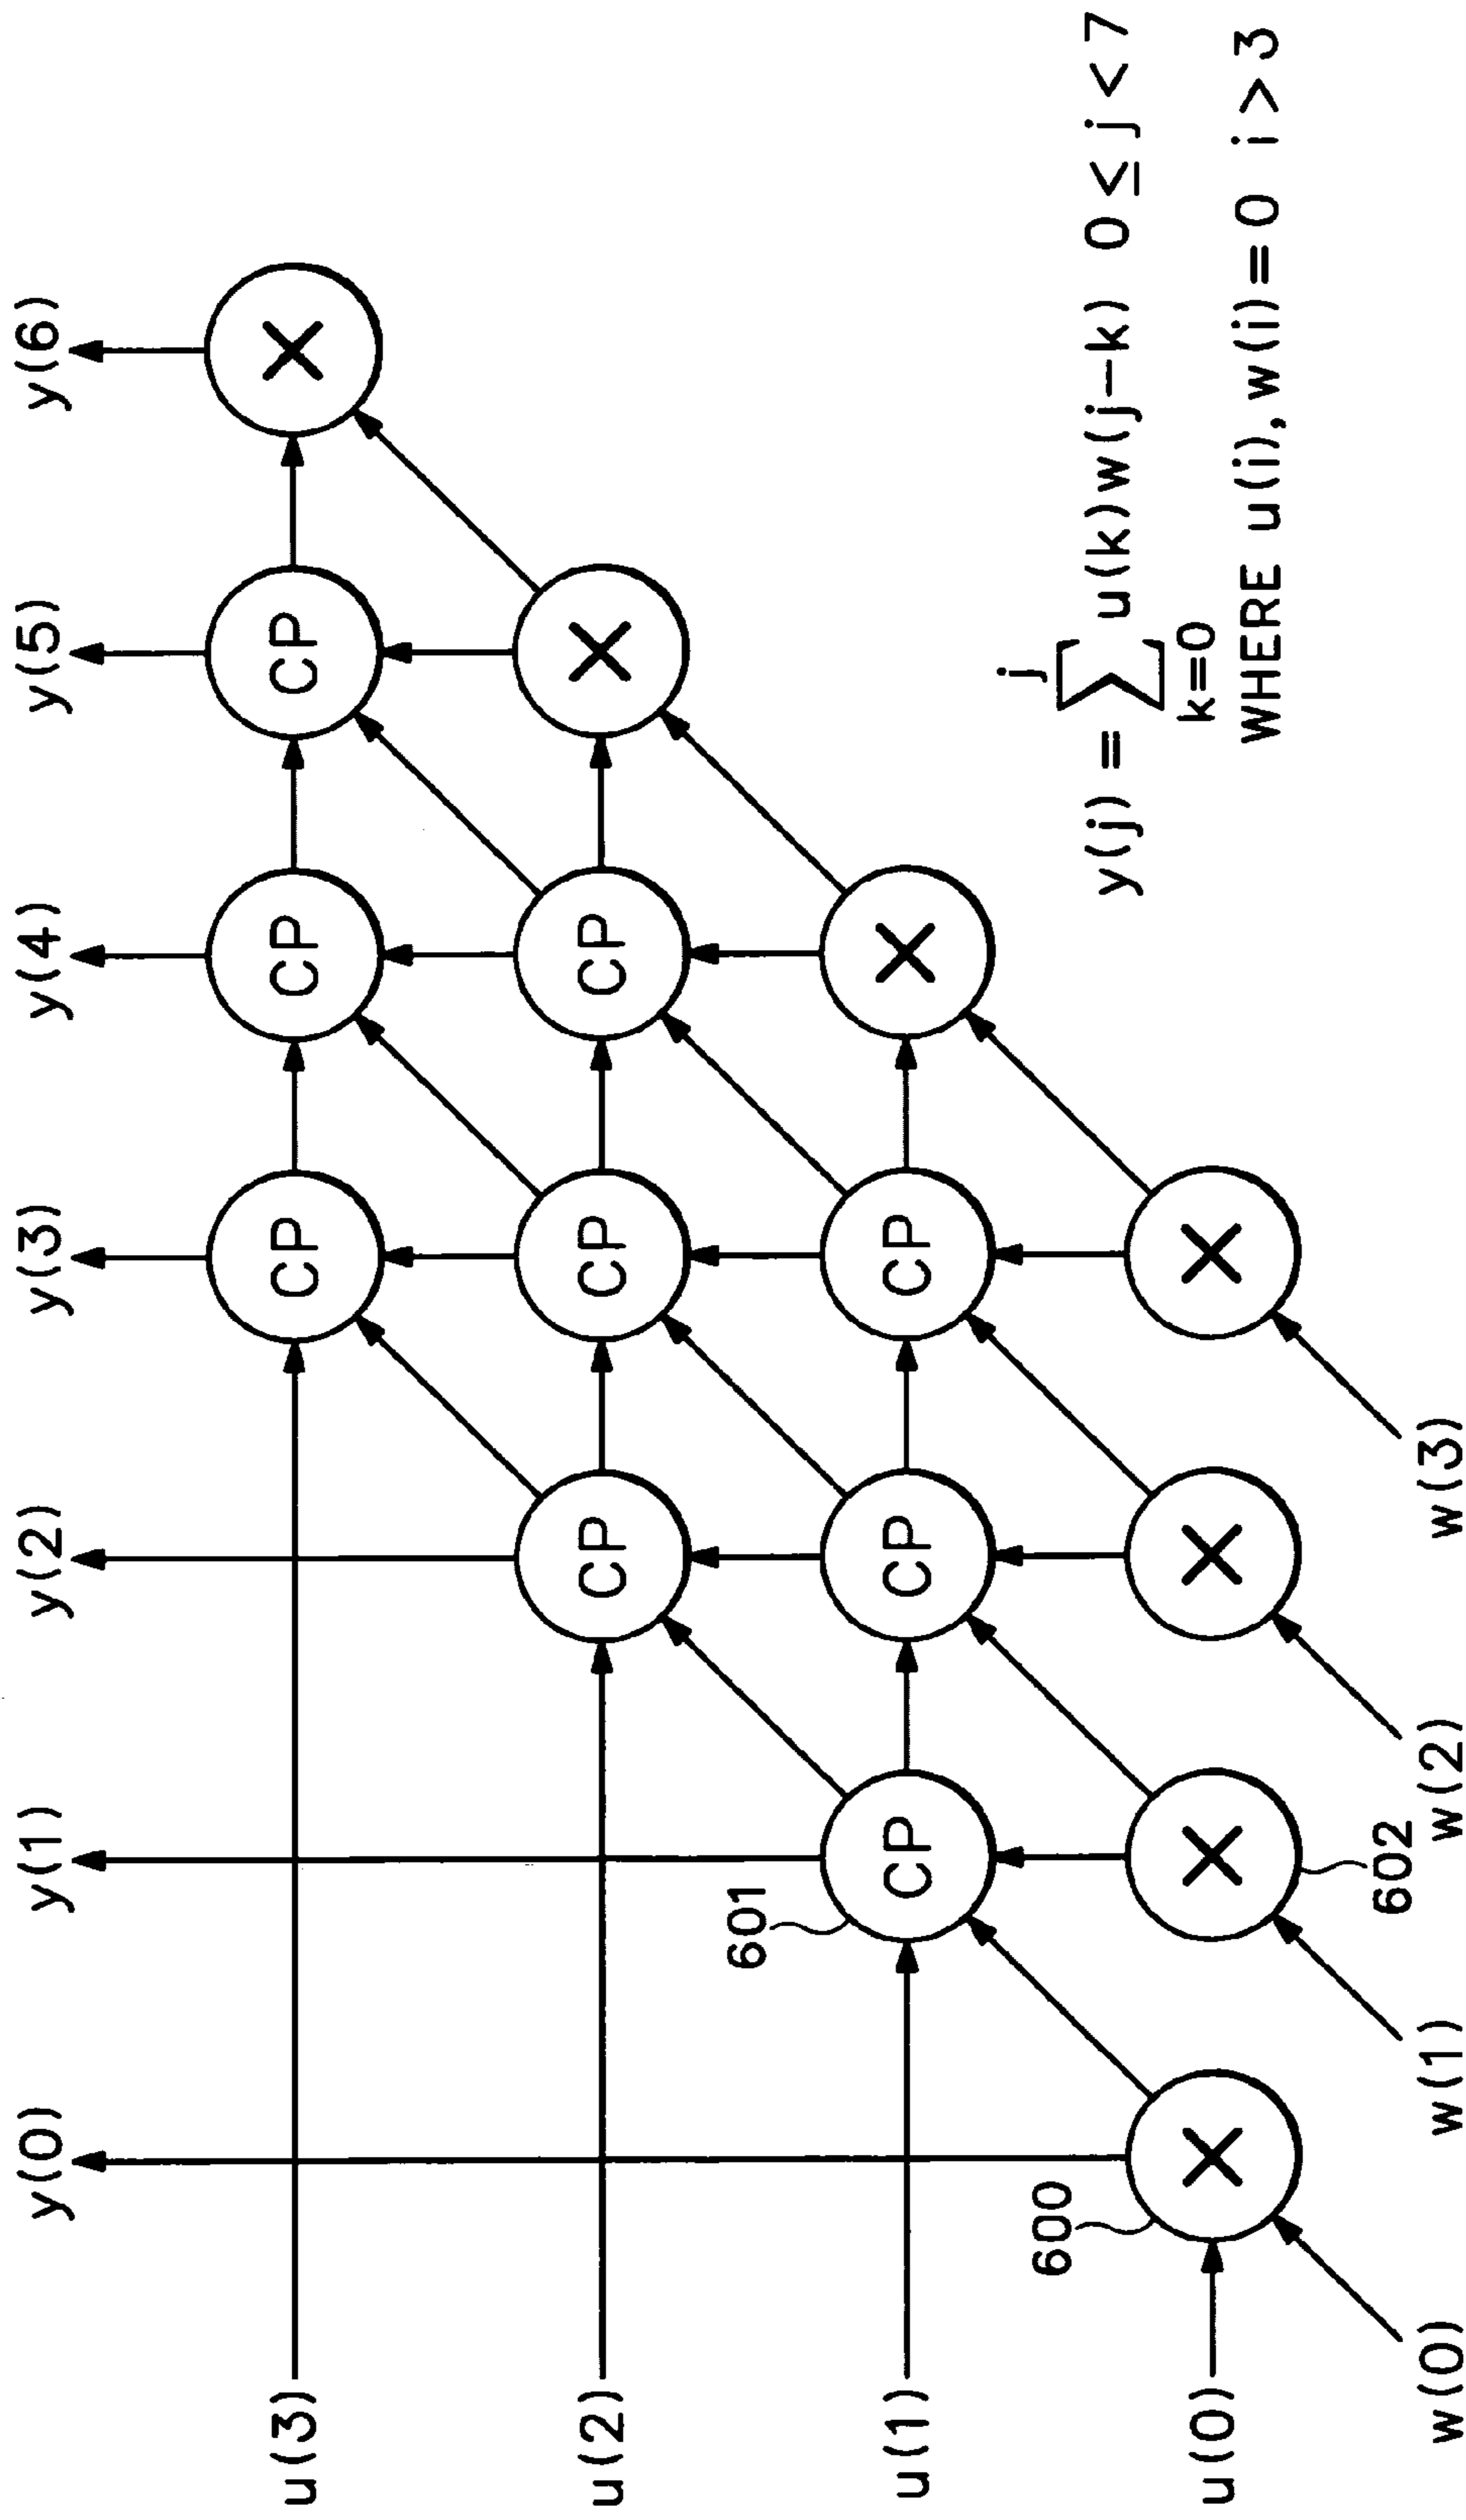 y(0) y(1) y(2) y(3) y(4) y(5) y(6)
u(3) CP CP CP ×
u(2) CP CP CP ×
601
u(1) CP CP CP ×
600
u(0) × × × ×
602
w(0) w(1) w(2) w(3)
y(j) = ∑ j k=0 u(k)w(j−k) 0≤j<7
WHERE u(i),w(i)=0 i>3